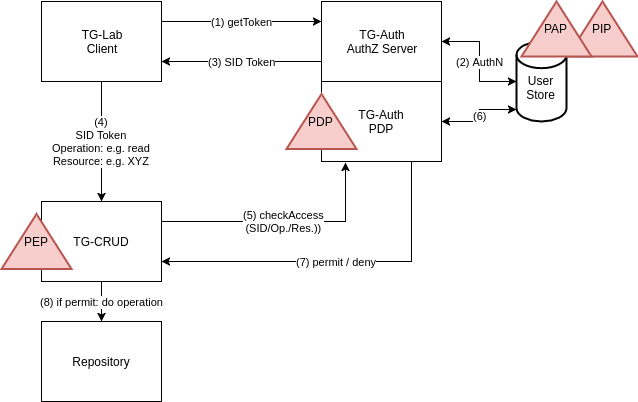 TG-Lab
Client
(1) getToken
TG-Auth
AuthZ Server
PAP
PIP
(3) SID Token
(2) AuthN
User
Store
(4)
SID Token
Operation: e.g. read
Resource: e.g. XYZ
PDP
TG-Auth
PDP
(6)
PEP
TG-CRUD
(5) checkAccess
(SID/Op./Res.))
(7) permit / deny
(8) if permit: do operation
Repository